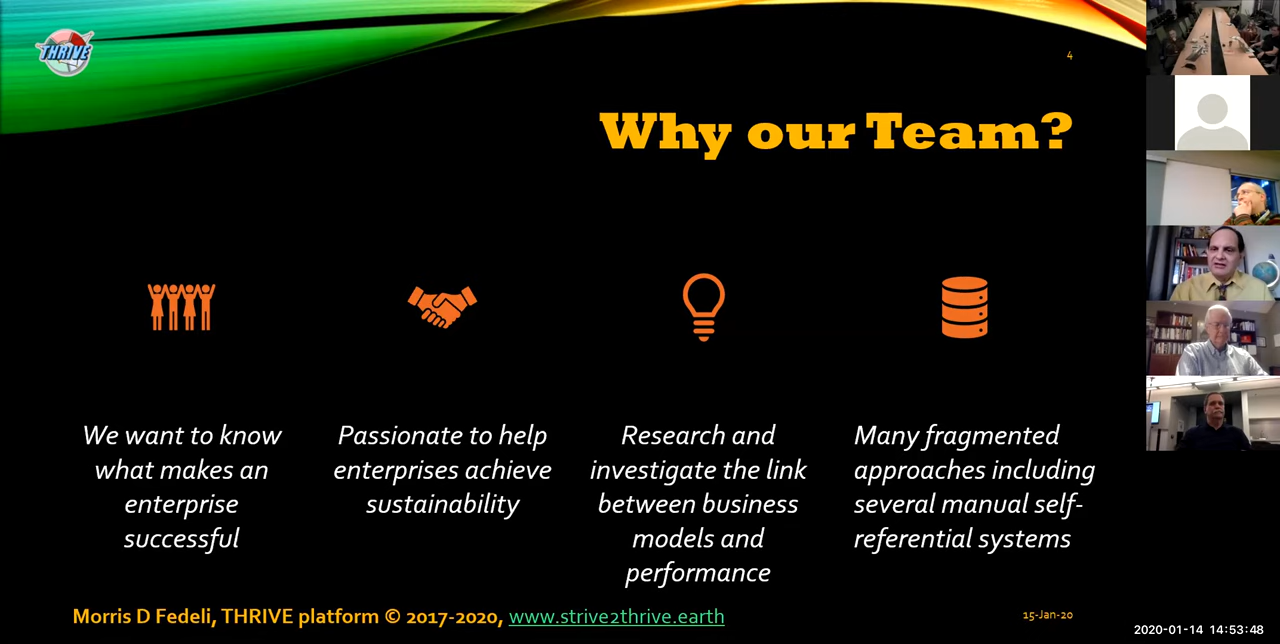 THRIVE
4
Why our Team?
We want to know
what makes an
enterprise
successful
Passionate to help
enterprises achieve
sustainability
Research and
investigate the link
between business
models and
performance
Many fragmented
approaches including
several manual self-
referential systems
Morris D Fedeli, THRIVE platform © 2017-2020, www.strive2thrive.earth
15-Jan-20
2020-01-14 14:53:48